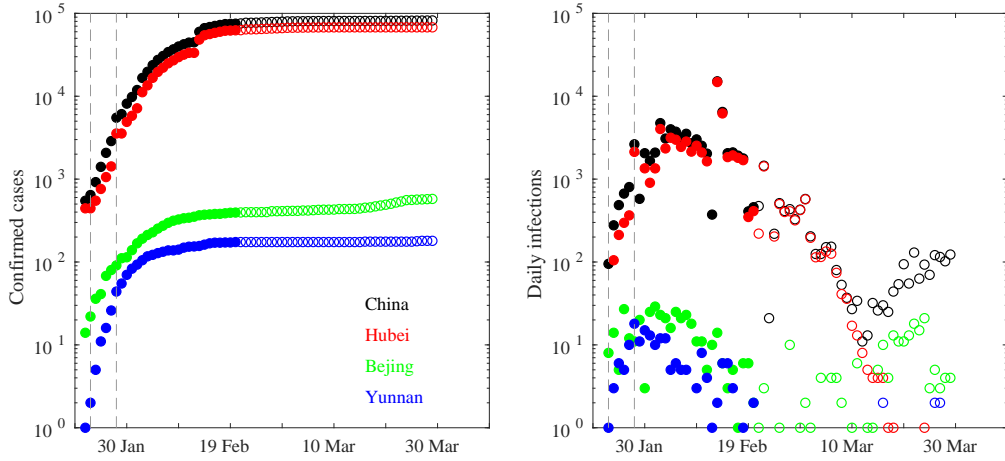 Confirmed cases
10^5
10^4
10^3
10^2
10^1
10^0
30 Jan
19 Feb
10 Mar
30 Mar
China
Hubei
Bejing
Yunnan
Daily infections
10^5
10^4
10^3
10^2
10^1
10^0
30 Jan
19 Feb
10 Mar
30 Mar